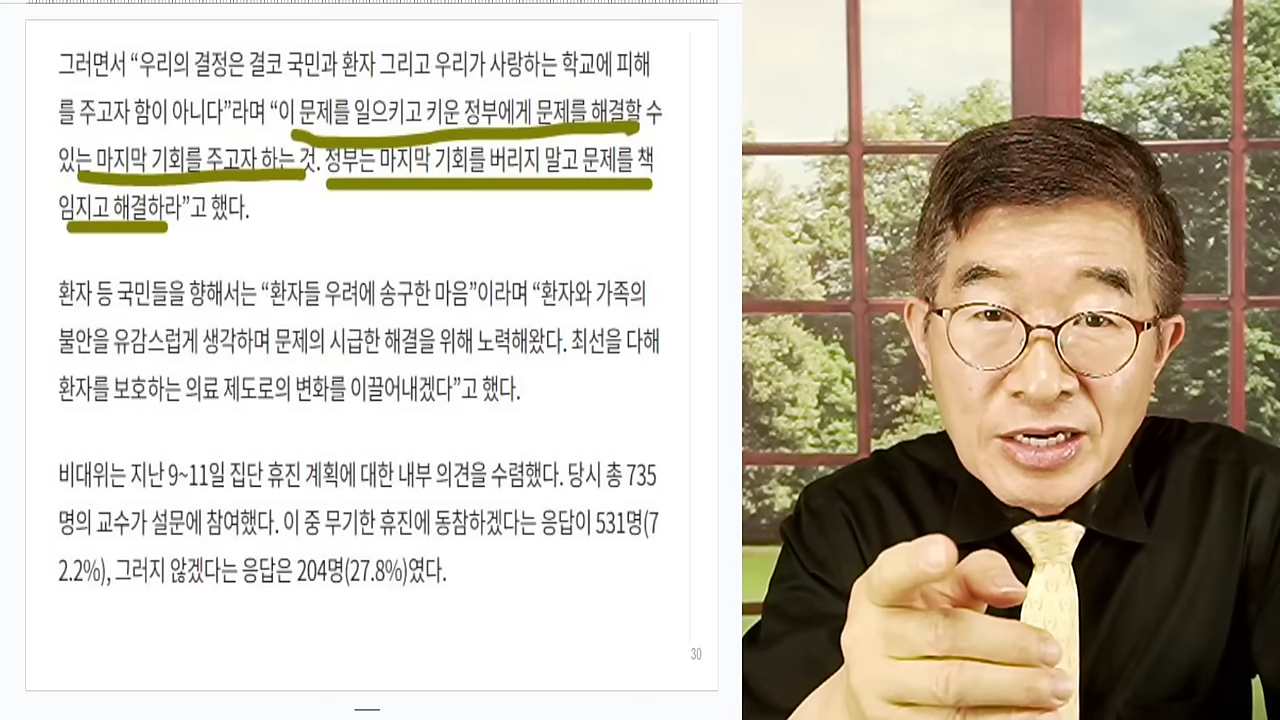 그러면서 “우리의 결정은 결코 국민과 환자 그리고 우리가 사랑하는 학교에 피해
를 주고자 함이 아니다”라며 “이 문제를 일으키고 키운 정부에게 문제를 해결할 수
있는 마지막 기회를 주고자 하는 것. 정부는 마지막 기회를 버리지 말고 문제를 책
임지고 해결하라”고 했다.
환자 등 국민들을 향해서는 “환자들 우려에 송구한 마음”이라며 “환자와 가족의
불안을 유감스럽게 생각하며 문제의 시급한 해결을 위해 노력해왔다. 최선을 다해
환자를 보호하는 의료 제도로의 변화를 이끌어내겠다”고 했다.
비대위는 지난 9~11일 집단 휴진 계획에 대한 내부 의견을 수렴했다. 당시 총 735
명의 교수가 설문에 참여했다. 이 중 무기한 휴진에 동참하겠다는 응답이 531명(7
2.2%), 그러지 않겠다는 응답은 204명(27.8%)였다.
30